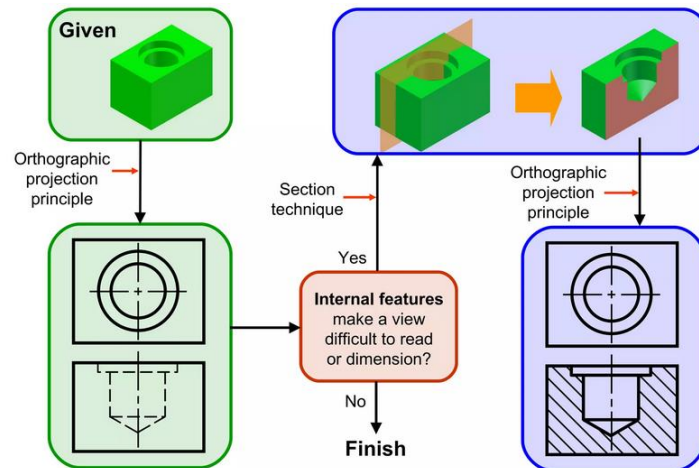 Given
Orthographic
projection
principle
Section
technique
Orthographic
projection
principle
Yes
Internal features
make a view
difficult to read
or dimension?
No
Finish